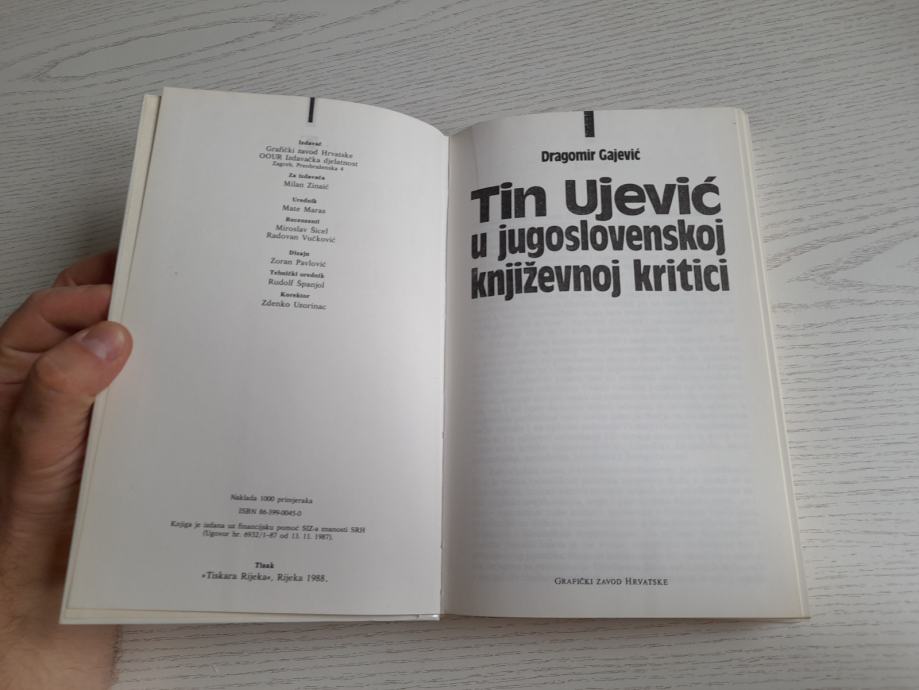 Izdavač
Grafički zavod Hrvatske
OOUR Izdavačka djelatnost
Zagreb, Preobraženska 4
Za izdavača
Milan Zinaić
Urednik
Mate Maras
Recenzenti
Miroslav Šicel
Radovan Vučković
Dizajn
Zoran Pavlović
Tehnički urednik
Rudolf Španjol
Korektor
Zdenko Uzorinac
Naklada 1000 primjeraka
ISBN 86-399-0045-0
Knjiga je izdana uz financijsku pomoć SIZ-a znanosti SRH
(Ugovor br. 6932/1-87 od 13. 11. 1987).
Tisak
»Tiskara Rijeka«, Rijeka 1988.
Dragomir Gajević
Tin Ujević
u jugoslovenskoj
književnoj kritici
GRAFIČKI ZAVOD HRVATSKE